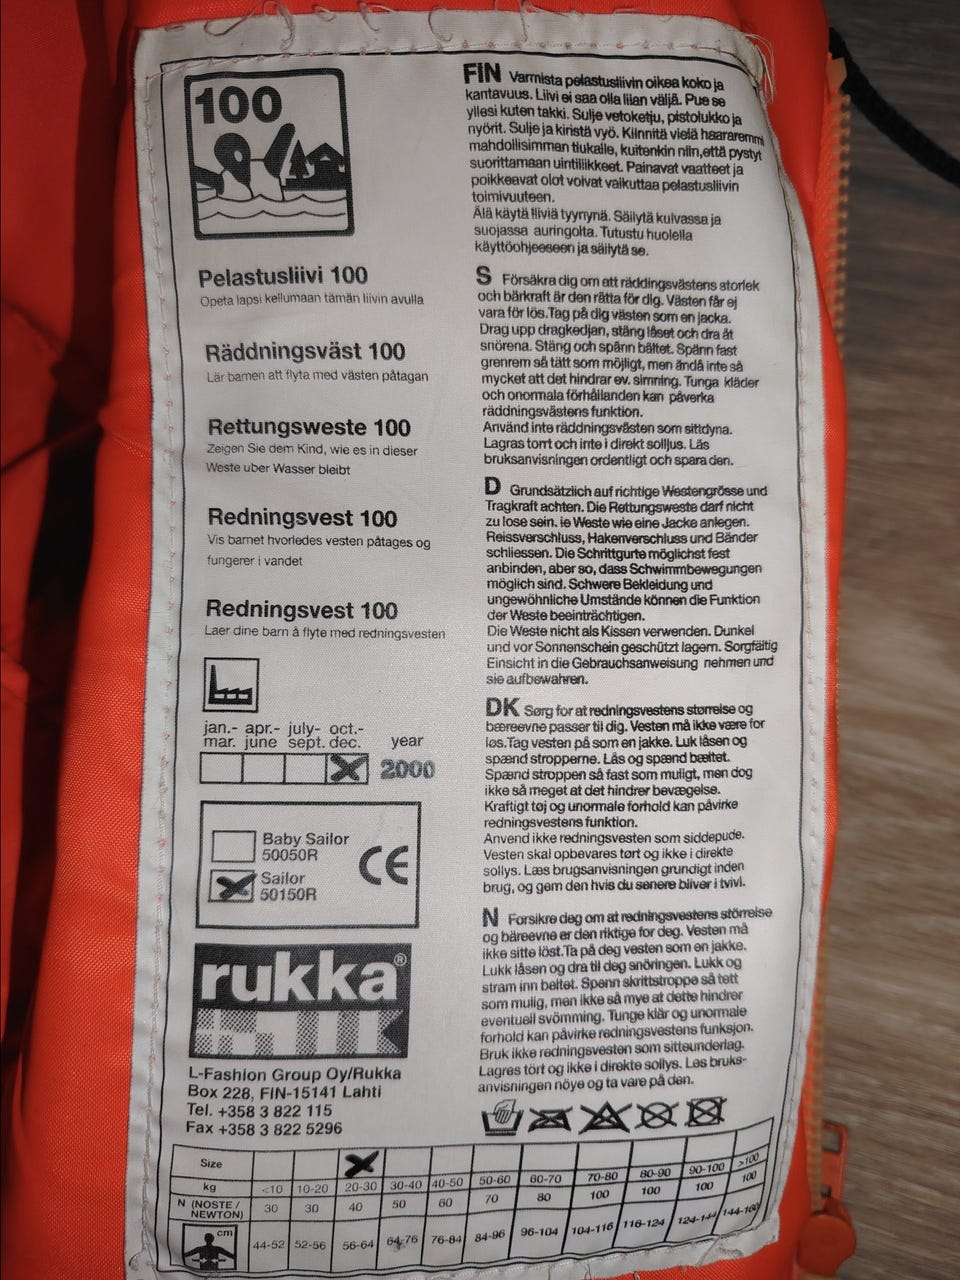 100
Pelastusliivi 100
Opeta lapsi kellumaan tämän liivin avulla
Räddningsväst 100
Lär barnen att flyta med västen påtagan
Rettungsweste 100
Zeigen Sie dem Kind, wie es in dieser
Weste uber Wasser bleibt
Redningsvest 100
Vis barnet hvorledes vesten påtages og
fungerer i vandet
Redningsvest 100
Laer dine barn å flyte med redningsvesten
jan.- apr.- july- oct.-
mar. june sept. dec. year
2000
Baby Sailor
50050R
Sailor
50150R
CE
rukka®
L-Fashion Group Oy/Rukka
Box 228, FIN-15141 Lahti
Tel. +358 3 822 115
Fax +358 3 822 5296
FIN Varmista pelastusliivin oikea koko ja
kantavuus. Liivi ei saa olla liian väljä. Pue se
yllesi kuten takki. Sulje vetoketju, pistolukko ja
nyörit. Sulje ja kiristä vyö. Kiinnitä vielä haararemmi
mahdollisimman tiukalle, kuitenkin niin,että pystyt
suorittamaan uintiliikkeet. Painavat vaatteet ja
poikkeavat olot voivat vaikuttaa pelastusliivin
toimivuuteen.
Älä käytä liiviä tyynynä. Säilytä kuivassa ja
suojassa auringolta. Tutustu huolella
käyttöohjeeseen ja säilytä se.
S Försäkra dig om att räddingsvästens storlek
och bärkraft är den rätta för dig. Västen får ej
vara för lös.Tag på dig västen som en jacka.
Drag upp dragkedjan, stäng låset och dra åt
snörena. Stäng och spänn bältet. Spänn fast
grenrem så tätt som möjligt, men ändå inte så
mycket att det hindrar ev. simning. Tunga kläder
och onormala förhållanden kan påverka
räddningsvästens funktion.
Använd inte räddningsvästen som sittdyna.
Lagras torrt och inte i direkt solljus. Läs
bruksanvisningen ordentligt och spara den.
D Grundsätzlich auf richtige Westengrösse und
Tragkraft achten. Die Rettungsweste darf nicht
zu lose sein. ie Weste wie eine Jacke anlegen.
Reissverschluss, Hakenverschluss und Bänder
schliessen. Die Schrittgurte möglichst fest
anbinden, aber so, dass Schwimmbewegungen
möglich sind. Schwere Bekleidung und
ungewöhnliche Umstände können die Funktion
der Weste beeinträchtigen.
Die Weste nicht als Kissen verwenden. Dunkel
und vor Sonnenschein geschützt lagern. Sorgfältig
Einsicht in die Gebrauchsanweisung nehmen und
sie aufbewahren.
DK Sørg for at redningsvestens størrelse og
bæreevne passer til dig. Vesten må ikke være for
løs.Tag vesten på som en jakke. Luk låsen og
spænd stropperne. Lås og spænd bæltet.
Spænd stroppen så fast som muligt, men dog
ikke så meget at det hindrer bevægelse.
Kraftigt tøj og unormale forhold kan påvirke
redningsvestens funktion.
Anvend ikke redningsvesten som siddepude.
Vesten skal opbevares tørt og ikke i direkte
sollys. Læs brugsanvisningen grundigt inden
brug, og gem den hvis du senere bliver i tvivl.
N Forsikre deg om at redningsvestens störrelse
og bäreevne er den riktige for deg. Vesten må
ikke sitte löst.Ta på deg vesten som en jakke.
Lukk låsen og dra til deg snöringen. Lukk og
stram inn beltet. Spenn skrittstroppe så tett
som mulig, men ikke så mye at dette hindrer
eventuell svömming. Tunge klär og unormale
forhold kan påvirke redningsvestens funksjon.
Bruk ikke redningsvesten som sitteunderlag.
Lagres tört og ikke i direkte sollys. Les bruks-
anvisningen nöye og ta vare på den.
Size
kg <10 10-20 20-30 30-40 40-50 50-60 60-70 70-80 80-90 90-100 >100
N (NOSTE / NEWTON) 30 30 40 50 60 70 80 100 100 100 100
cm 44-52 52-56 56-64 64-76 76-84 84-96 96-104 104-116 116-124 124-144 144-160